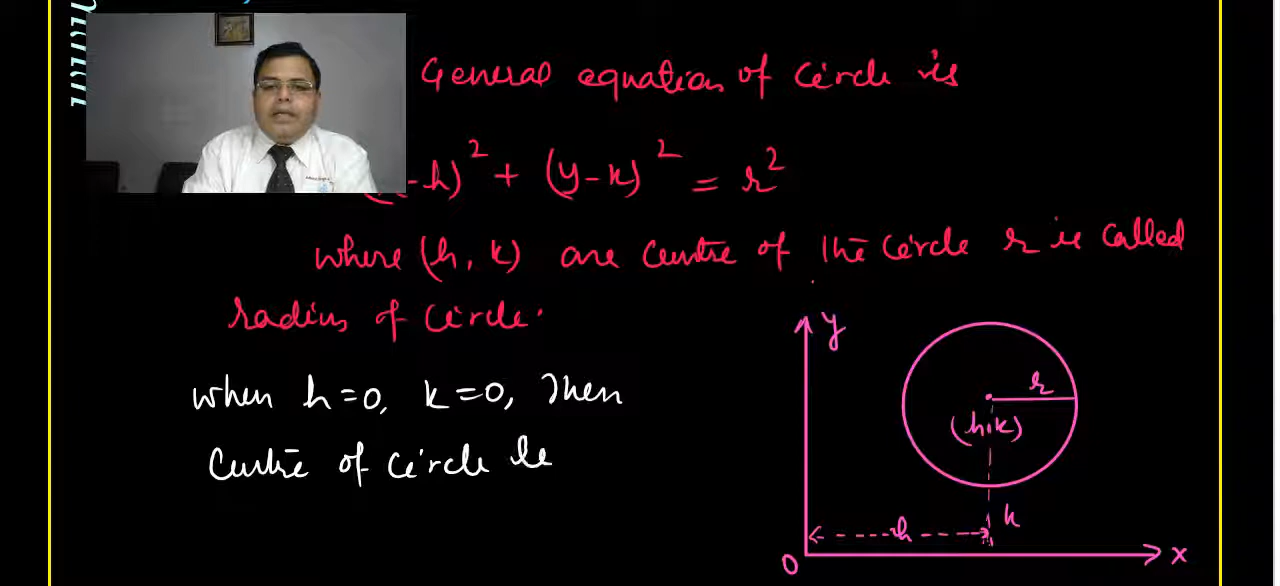 General equation of circle is
-h)² + (y-k)² = r²
where (h, k) are centre of the circle r is called
radius of circle.
when h=0, k=0, then
Centre of circle be
y
r
(h,k)
k
h
O
x